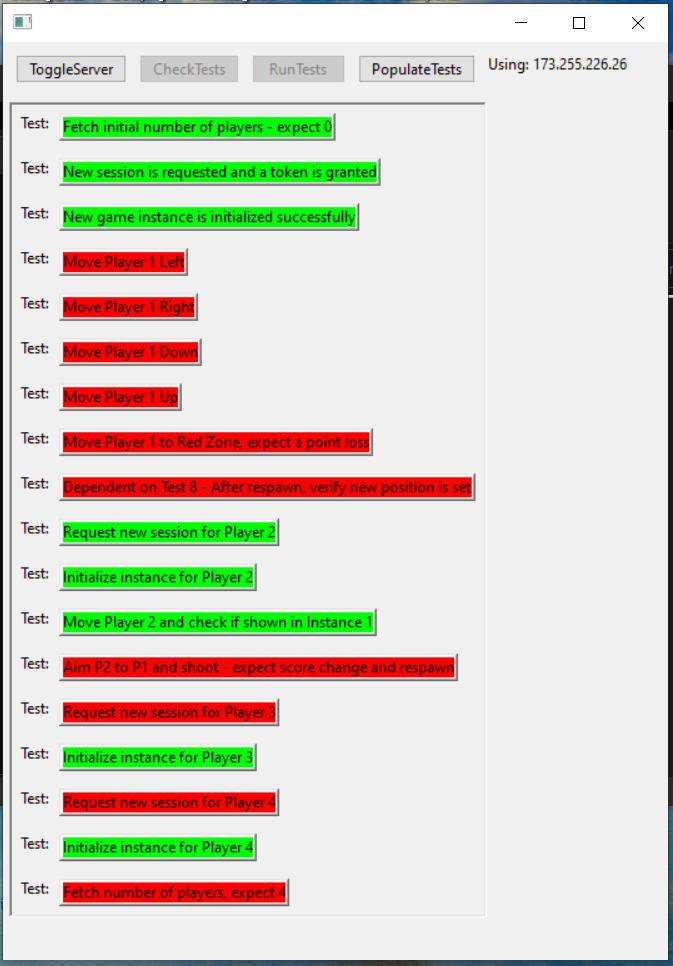 ToggleServer CheckTests RunTests PopulateTests Using: 173.255.226.26
Test: Fetch initial number of players - expect 0
Test: New session is requested and a token is granted
Test: New game instance is initialized successfully
Test: Move Player 1 Left
Test: Move Player 1 Right
Test: Move Player 1 Down
Test: Move Player 1 Up
Test: Move Player 1 to Red Zone, expect a point loss
Test: Dependent on Test 8 - After respawn, verify new position is set
Test: Request new session for Player 2
Test: Initialize instance for Player 2
Test: Move Player 2 and check if shown in Instance 1
Test: Aim P2 to P1 and shoot - expect score change and respawn
Test: Request new session for Player 3
Test: Initialize instance for Player 3
Test: Request new session for Player 4
Test: Initialize instance for Player 4
Test: Fetch number of players, expect 4